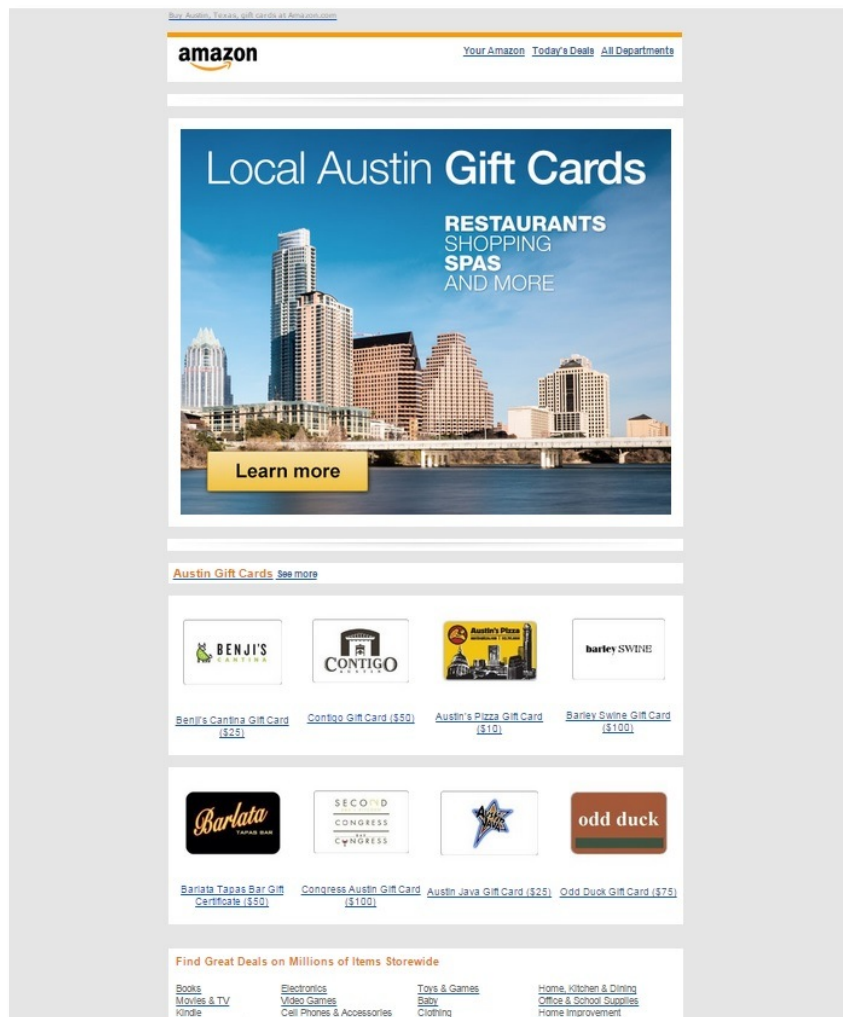 Buy Austin, Texas, gift cards at Amazon.com
amazon
Your Amazon Today's Deals All Departments
Local Austin Gift Cards
RESTAURANTS
SHOPPING
SPAS
AND MORE
Learn more
Austin Gift Cards See more
BENJI'S
CANTINA
CONTIGO
Austin's Pizza
barley SWINE
Benji's Cantina Gift Card
($25)
Contigo Gift Card ($50)
Austin's Pizza Gift Card
($10)
Barley Swine Gift Card
($100)
Barlata
TAPAS BAR
SECOND
CONGRESS
BAR
CONGRESS
odd duck
Barlata Tapas Bar Gift
Certificate ($50)
Congress Austin Gift Card
($100)
Austin Java Gift Card ($25)
Odd Duck Gift Card ($75)
Find Great Deals on Millions of Items Storewide
Books
Movies & TV
Kindle
Electronics
Video Games
Cell Phones & Accessories
Toys & Games
Baby
Clothing
Home, Kitchen & Dining
Office & School Supplies
Home Improvement